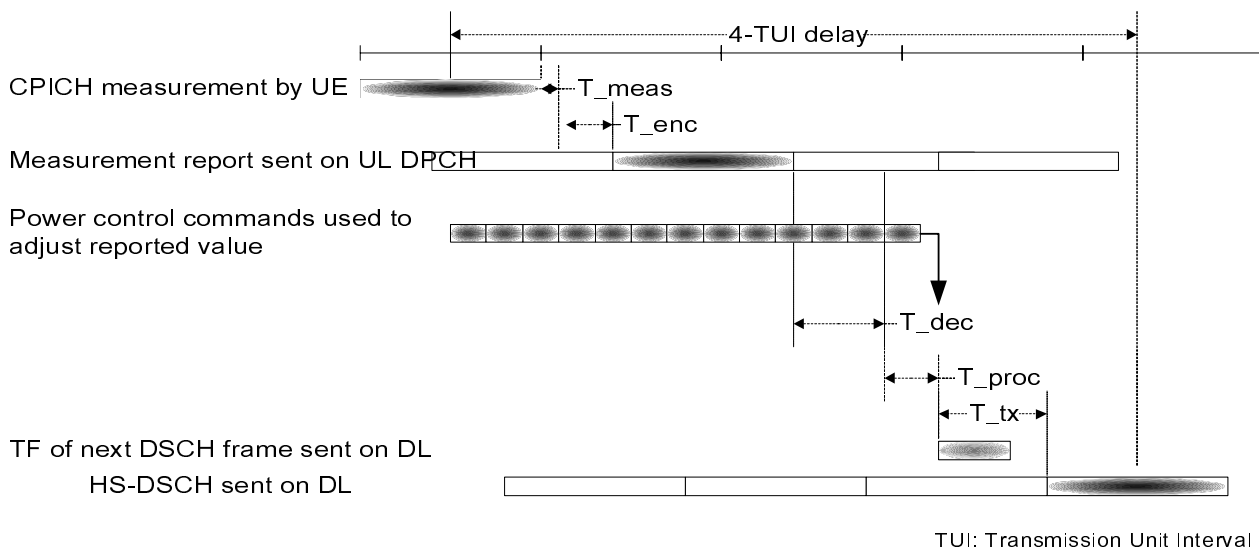 4-TUI delay
CPICH measurement by UE
T_meas
T_enc
Measurement report sent on UL DPCH
Power control commands used to
adjust reported value
T_dec
T_proc
T_tx
TF of next DSCH frame sent on DL
HS-DSCH sent on DL
TUI: Transmission Unit Interval